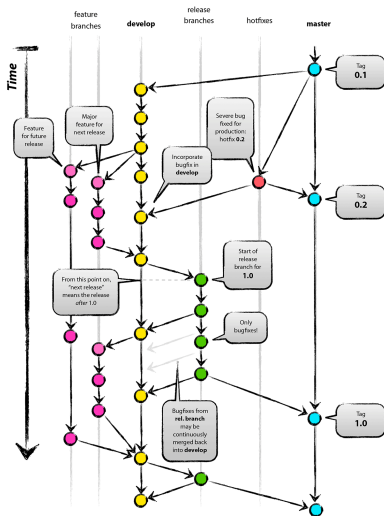 feature
branches
develop
release
branches
hotfixes
master
Time
Tag
0.1
Major
feature for
next release
Feature
for future
release
Severe bug
fixed for
production:
hotfix 0.2
Incorporate
bugfix in
develop
Tag
0.2
Start of
release
branch for
1.0
From this point on,
"next release"
means the release
after 1.0
Only
bugfixes!
Bugfixes from
rel. branch
may be
continuously
merged back
into develop
Tag
1.0